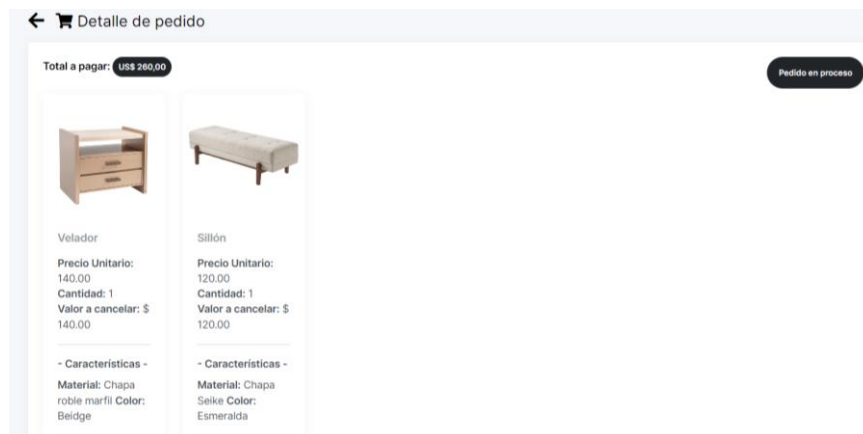 Detalle de pedido
Total a pagar: US$ 260,00
Pedido en proceso
Velador
Precio Unitario:
140.00
Cantidad: 1
Valor a cancelar: $
140.00
- Características -
Material: Chapa
roble marfil Color:
Beidge
Sillón
Precio Unitario:
120.00
Cantidad: 1
Valor a cancelar: $
120.00
- Características -
Material: Chapa
Seike Color:
Esmeralda